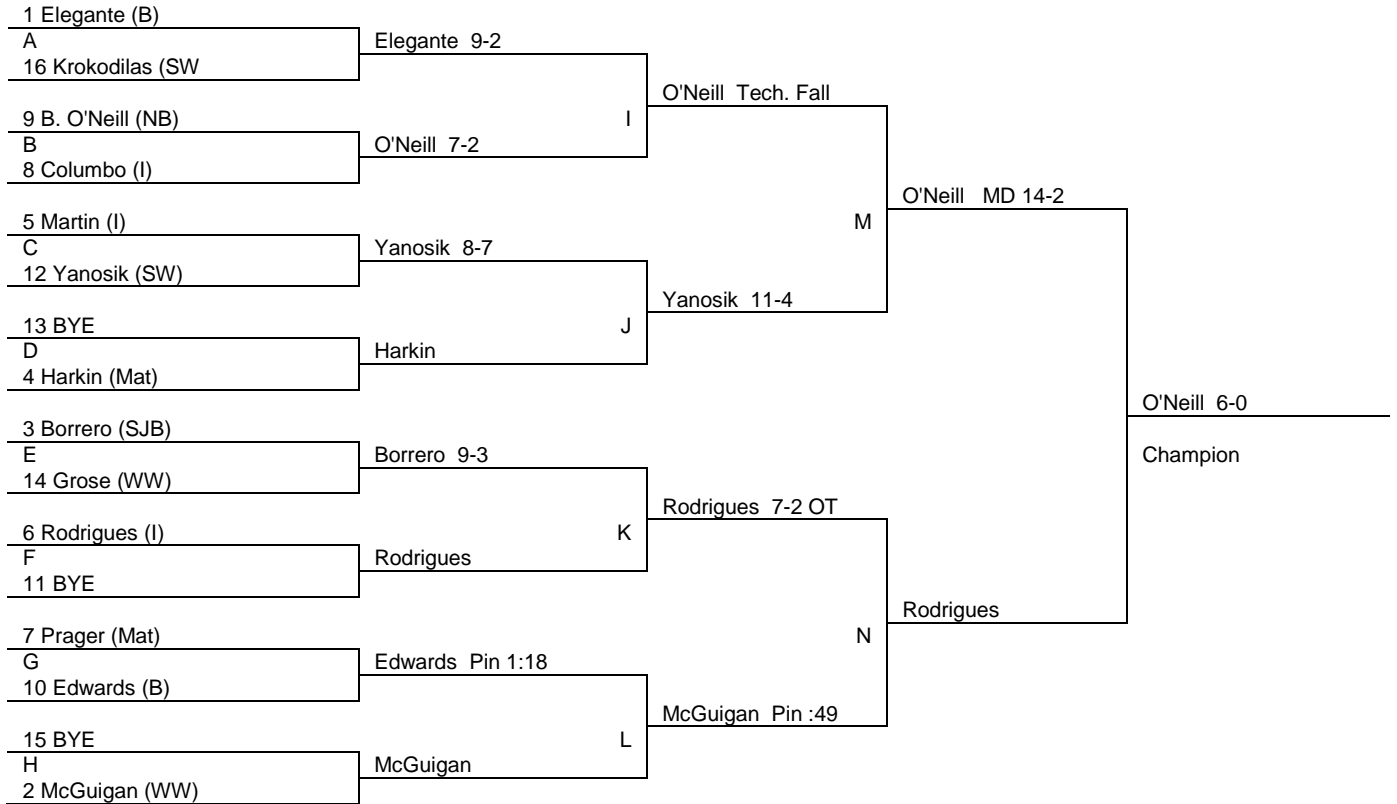 1 Elegante (B)
A
16 Krokodilas (SW
9 B. O'Neill (NB)
B
8 Columbo (I)
5 Martin (I)
C
12 Yanosik (SW)
13 BYE
D
4 Harkin (Mat)
3 Borrero (SJB)
E
14 Grose (WW)
6 Rodrigues (I)
F
11 BYE
7 Prager (Mat)
G
10 Edwards (B)
15 BYE
H
2 McGuigan (WW)
Elegante 9-2
I
O'Neill 7-2
Yanosik 8-7
J
Harkin
Borrero 9-3
K
Rodrigues
Edwards Pin 1:18
L
McGuigan
O'Neill Tech. Fall
M
Yanosik 11-4
Rodrigues 7-2 OT
N
McGuigan Pin :49
O'Neill MD 14-2
Rodrigues
O'Neill 6-0
Champion